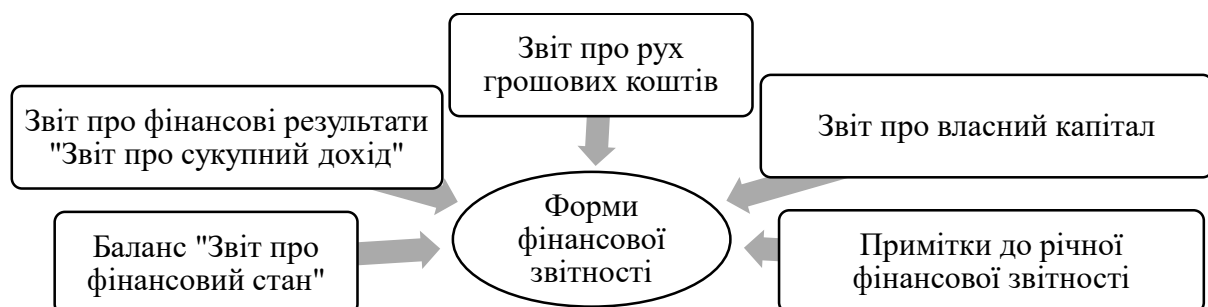 Звіт про рух
грошових коштів
Звіт про фінансові результати
"Звіт про сукупний дохід"
Звіт про власний капітал
Форми
фінансової
звітності
Баланс "Звіт про
фінансовий стан"
Примітки до річної
фінансової звітності